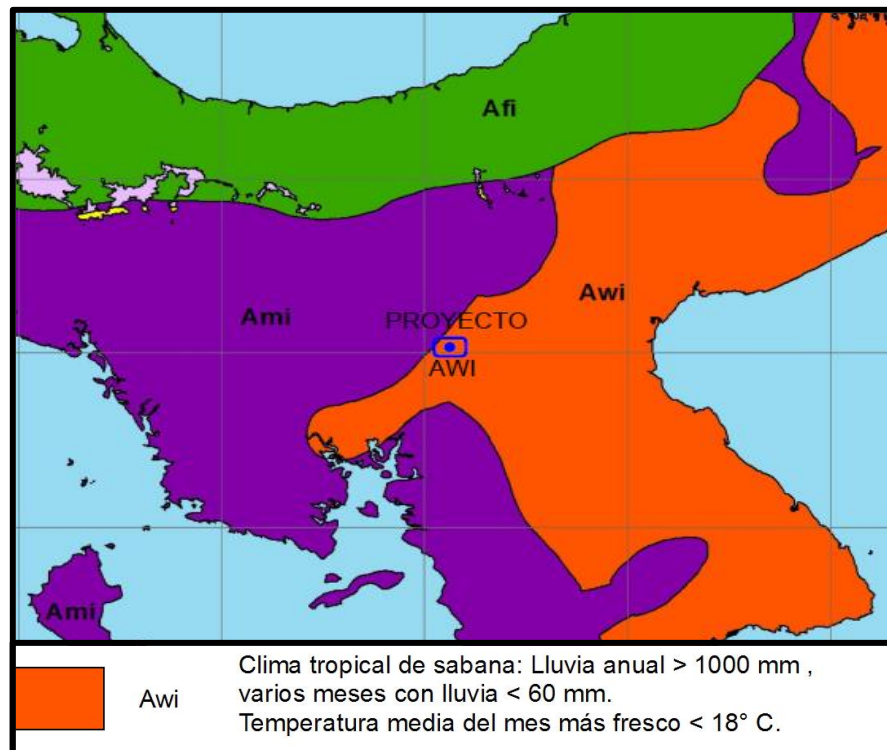 Afi
Awi
Ami
PROYECTO
AWI
Ami
Awi
Clima tropical de sabana: Lluvia anual > 1000 mm ,
varios meses con lluvia < 60 mm.
Temperatura media del mes más fresco < 18° C.